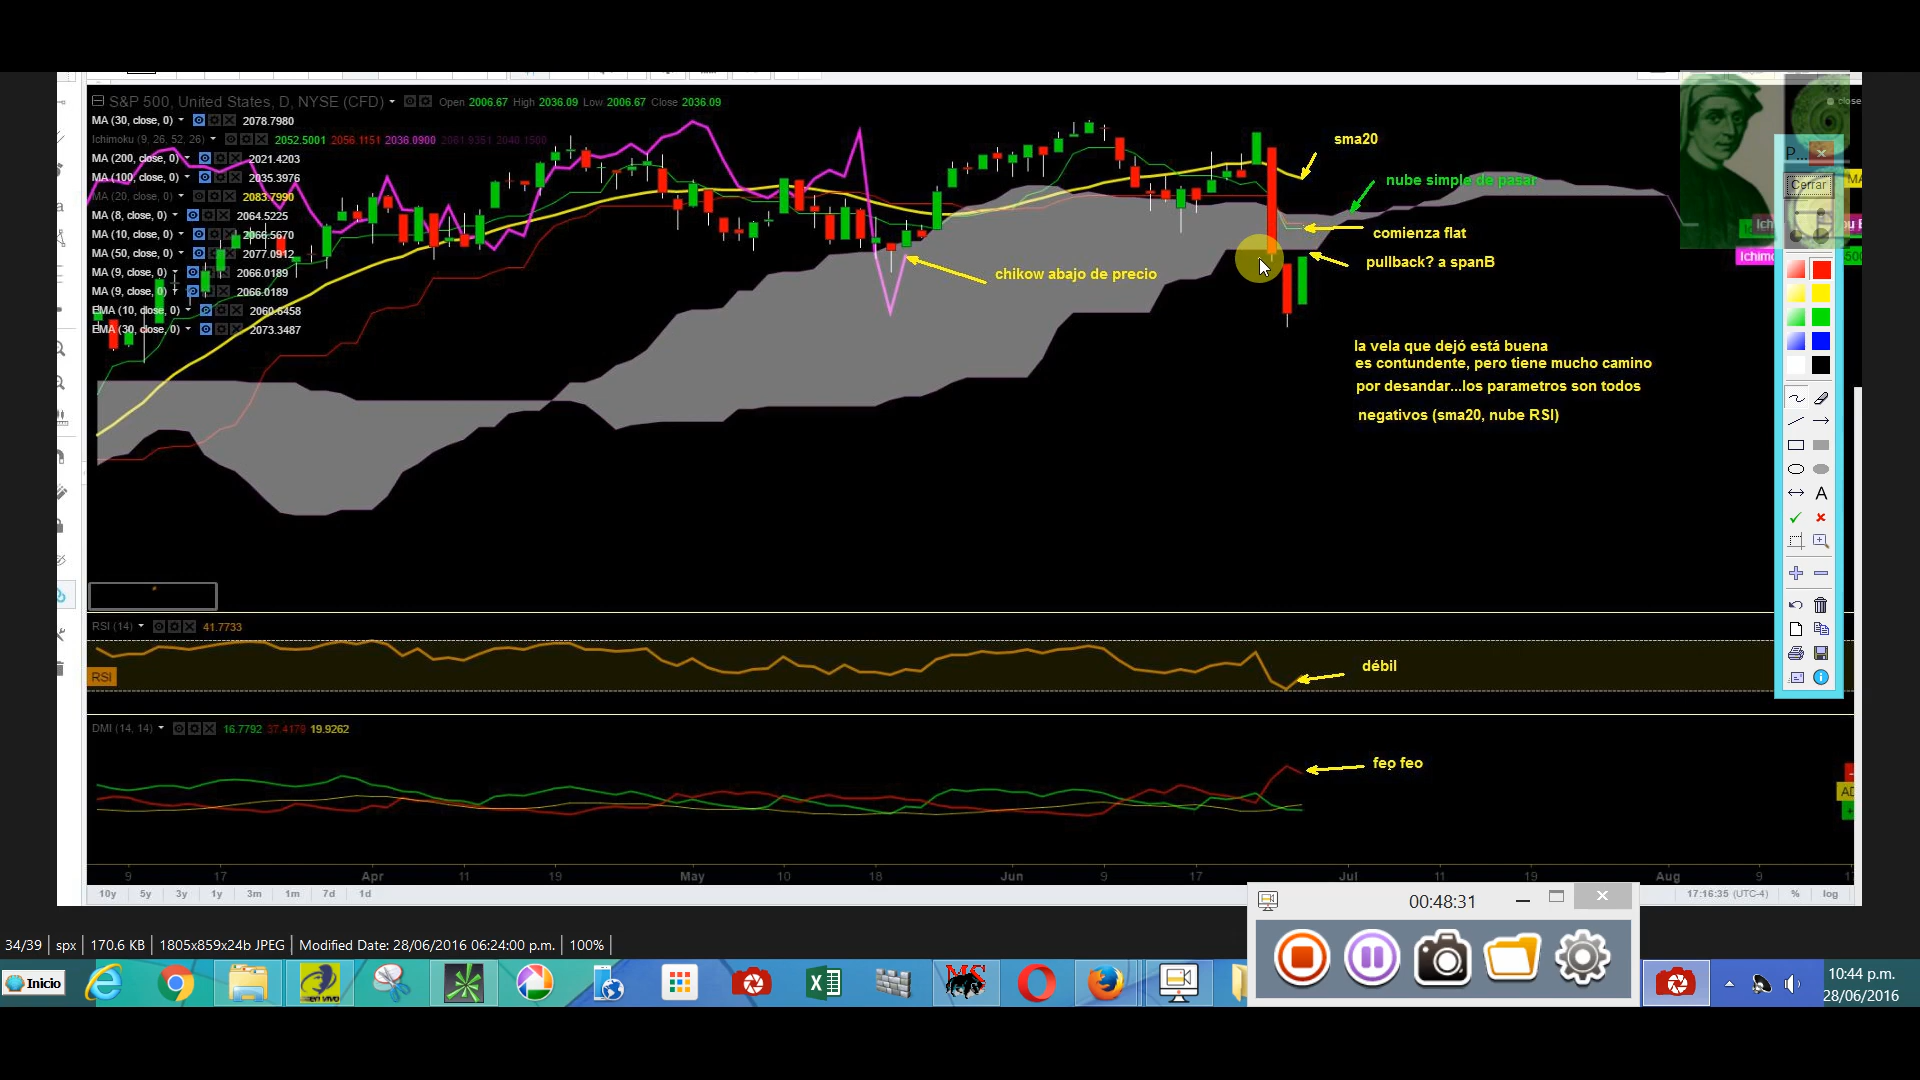 S&P 500, United States, D, NYSE (CFD) Open 2006.67 High 2036.09 Low 2006.67 Close 2036.09
close
MA (30, close, 0) 2078.7980
Ichimoku (9, 26, 52, 26) 2052.5001 2056.1151 2036.0900 2061.9351 2040.1500
MA (200, close, 0) 2021.4203
MA (100, close, 0) 2035.3976
MA (20, close, 0) 2083.7990
MA (8, close, 0) 2064.5225
MA (10, close, 0) 2066.5670
MA (50, close, 0) 2077.0912
MA (9, close, 0) 2066.0189
MA (9, close, 0) 2066.0189
EMA (10, close, 0) 2060.6458
EMA (30, close, 0) 2073.3487
sma20
nube simple de pasar
comienza flat
pullback? a spanB
chikow abajo de precio
la vela que dejó está buena
es contundente, pero tiene mucho camino
por desandar...los parametros son todos
negativos (sma20, nube RSI)
P...
Cerrar
MA
A
RSI (14) 41.7733
RSI
débil
DMI (14, 14) 16.7792 37.4179 19.9262
feo feo
9 17 Apr 11 19 May 10 18 Jun 9 17 Jul 11 19 Aug 9
10y 5y 3y 1y 3m 1m 7d 1d
17:16:35 (UTC-4) % log
00:48:31
34/39 spx 170.6 KB 1805x859x24b JPEG Modified Date: 28/06/2016 06:24:00 p.m. 100%
Inicio
en vivo
MS
10:44 p.m.
28/06/2016